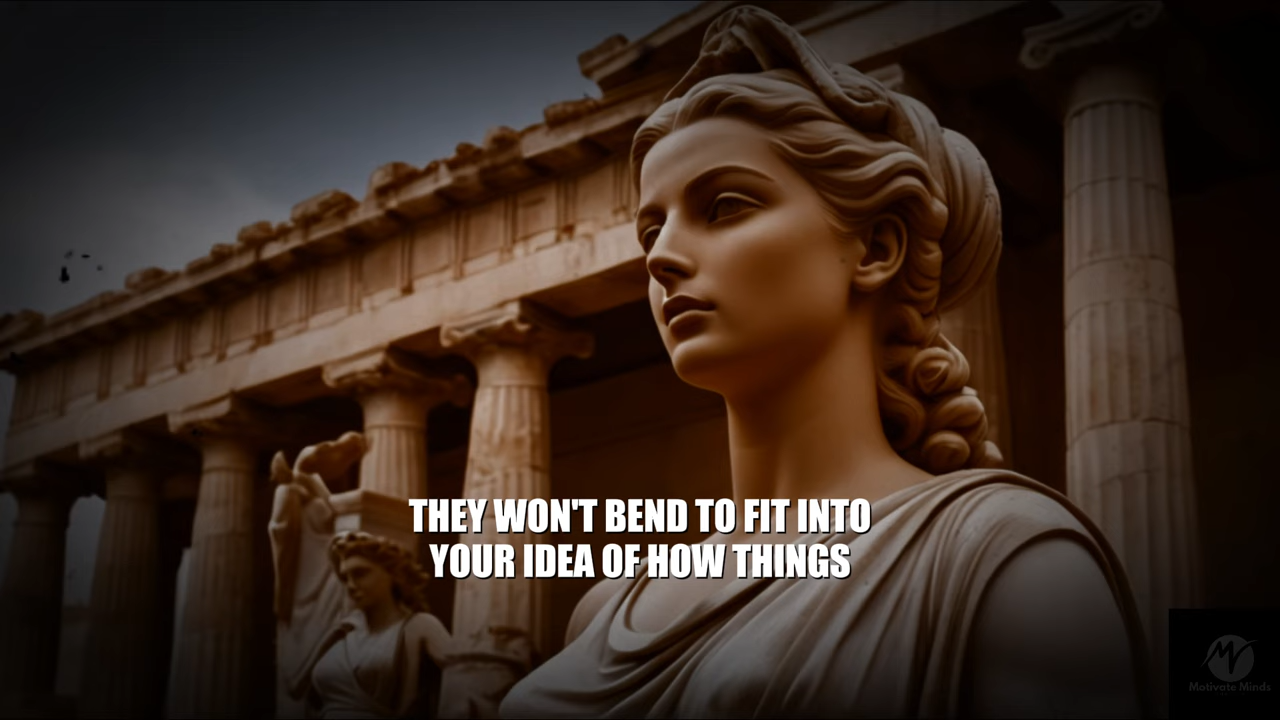 THEY WON'T BEND TO FIT INTO
YOUR IDEA OF HOW THINGS
Motivate Minds